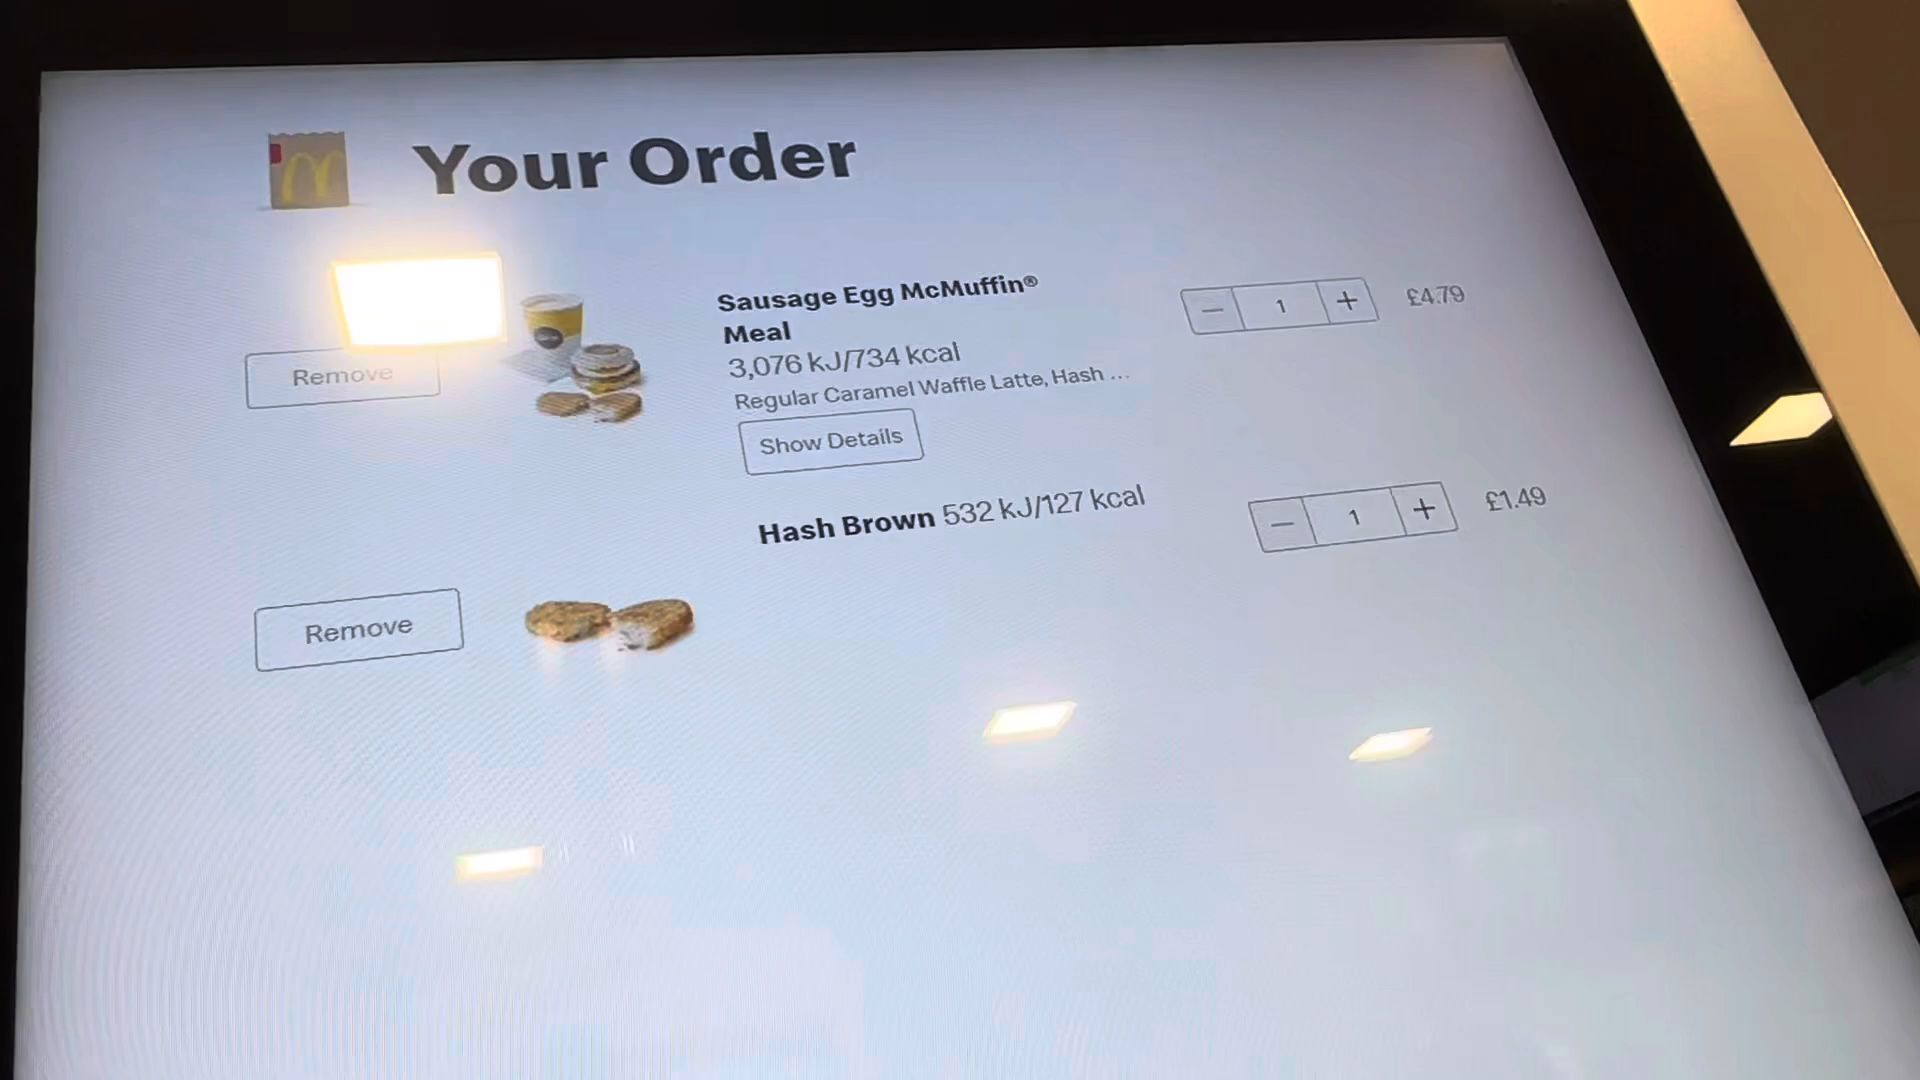 Your Order
Sausage Egg McMuffin®
Meal
3,076 kJ/734 kcal
Regular Caramel Waffle Latte, Hash ...
Show Details
Remove
− 1 + £4.79
Hash Brown 532 kJ/127 kcal
− 1 + £1.49
Remove